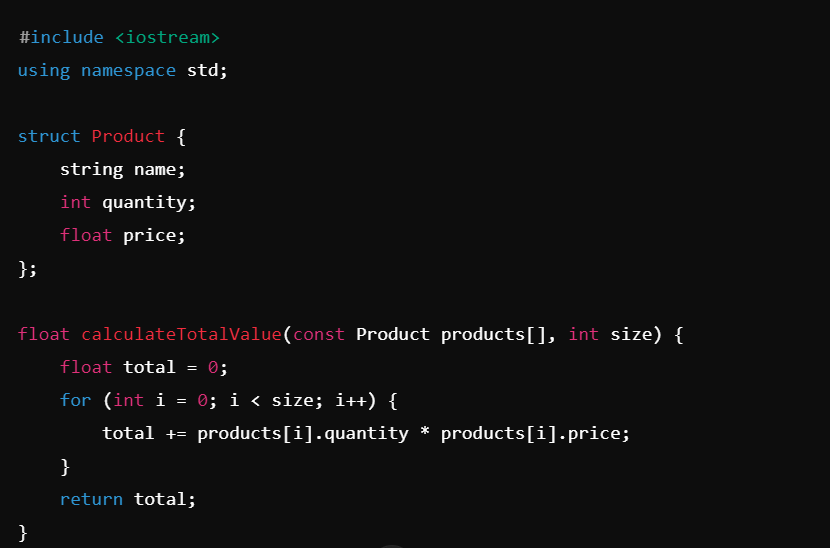 #include <iostream>
using namespace std;

struct Product {
    string name;
    int quantity;
    float price;
};

float calculateTotalValue(const Product products[], int size) {
    float total = 0;
    for (int i = 0; i < size; i++) {
        total += products[i].quantity * products[i].price;
    }
    return total;
}